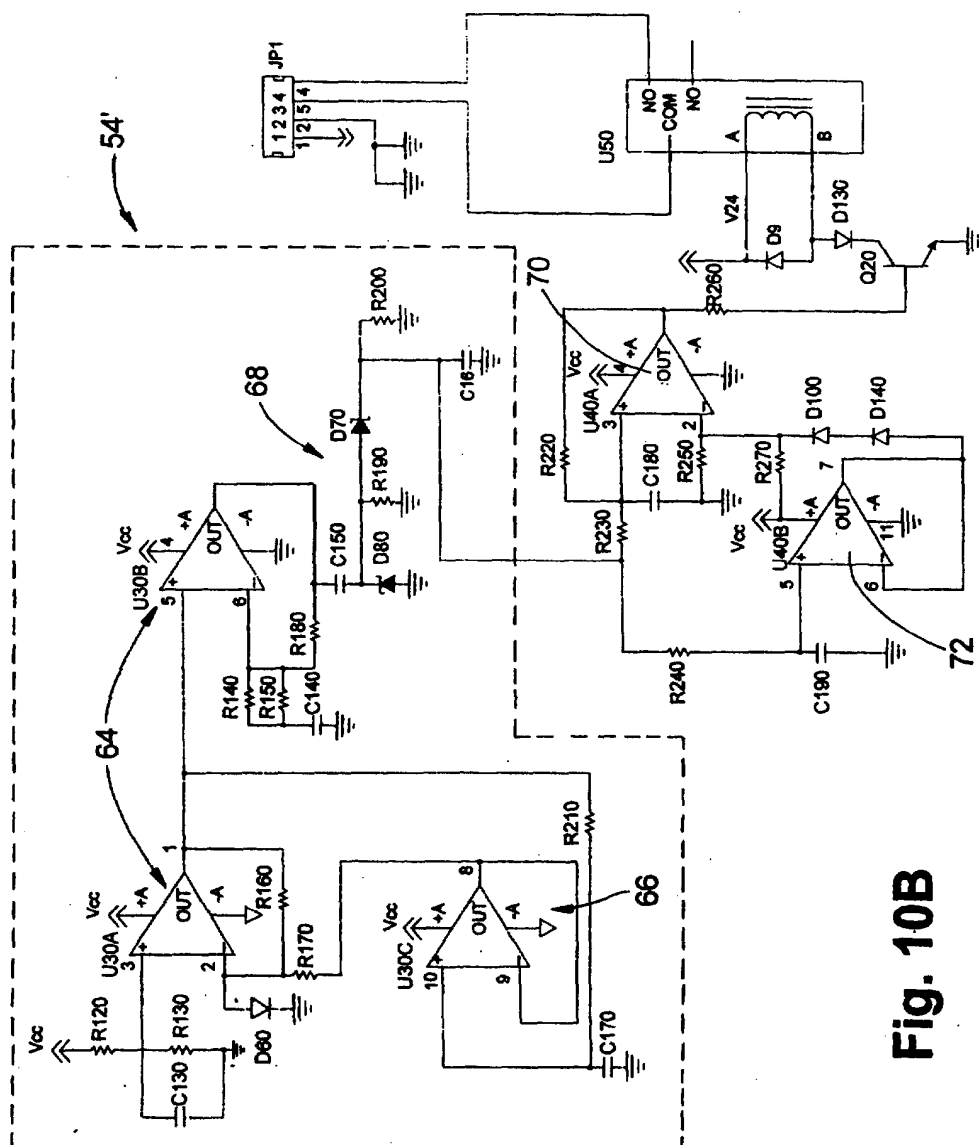 54'
JP1
1 2 3 4
1 2 5 4
NO
COM
NO
U50
A
B
V24
D9
D130
Q20
R260
68
R200
D70
C16
R190
D80
C150
Vcc
4
+A
U30B
5
+
OUT
6
-A
R180
R140
R150
C140
64
70
Vcc
4
+A
U40A
3
+
OUT
2
-A
R220
C180
R250
R230
R270
D100
D140
7
Vcc
+A
U40B
5
+
OUT
6
-A
11
72
R240
C190
Vcc
+A
U30A
3
+
OUT
1
2
-A
R160
R170
Vcc
R120
R130
C130
D60
R210
Vcc
+A
U30C
10
+
OUT
8
9
-A
66
C170
Fig. 10B